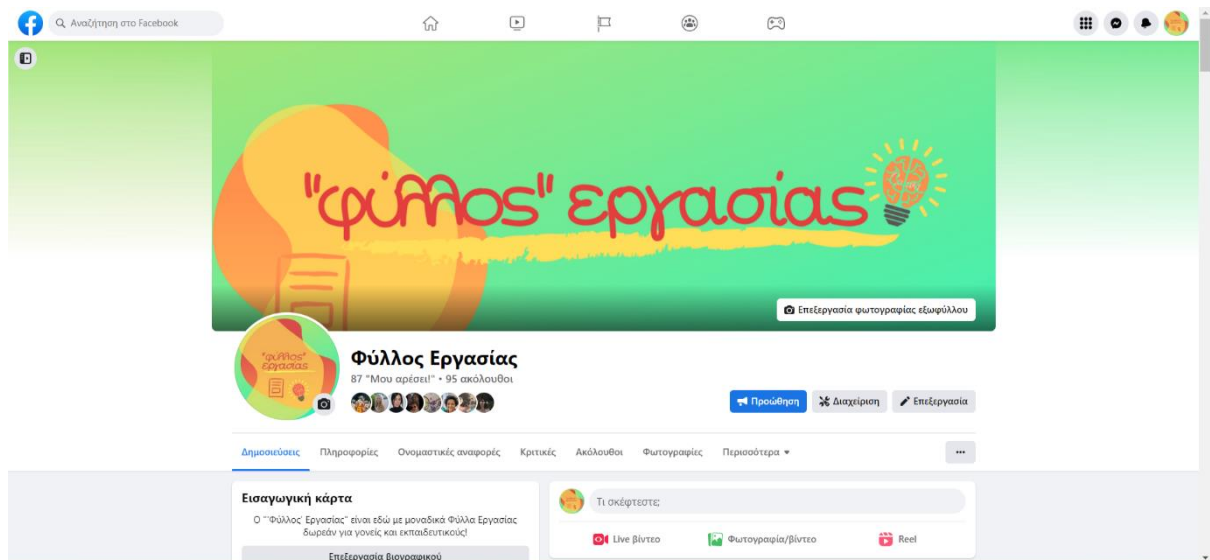 Αναζήτηση στο Facebook
"φύλλος" εργασίας
Επεξεργασία φωτογραφίας εξωφύλλου
"φύλλος"
εργασίας
Φύλλος Εργασίας
87 "Μου αρέσει!" • 95 ακόλουθοι
Προώθηση Διαχείριση Επεξεργασία
Δημοσιεύσεις Πληροφορίες Ονομαστικές αναφορές Κριτικές Ακόλουθοι Φωτογραφίες Περισσότερα
Εισαγωγική κάρτα
Ο "'Φύλλος' Εργασίας" είναι εδώ με μοναδικά Φύλλα Εργασίας
δωρεάν για γονείς και εκπαιδευτικούς!
Επεξεργασία βιογραφικού
Τι σκέφτεστε;
Live βίντεο Φωτογραφία/βίντεο Reel